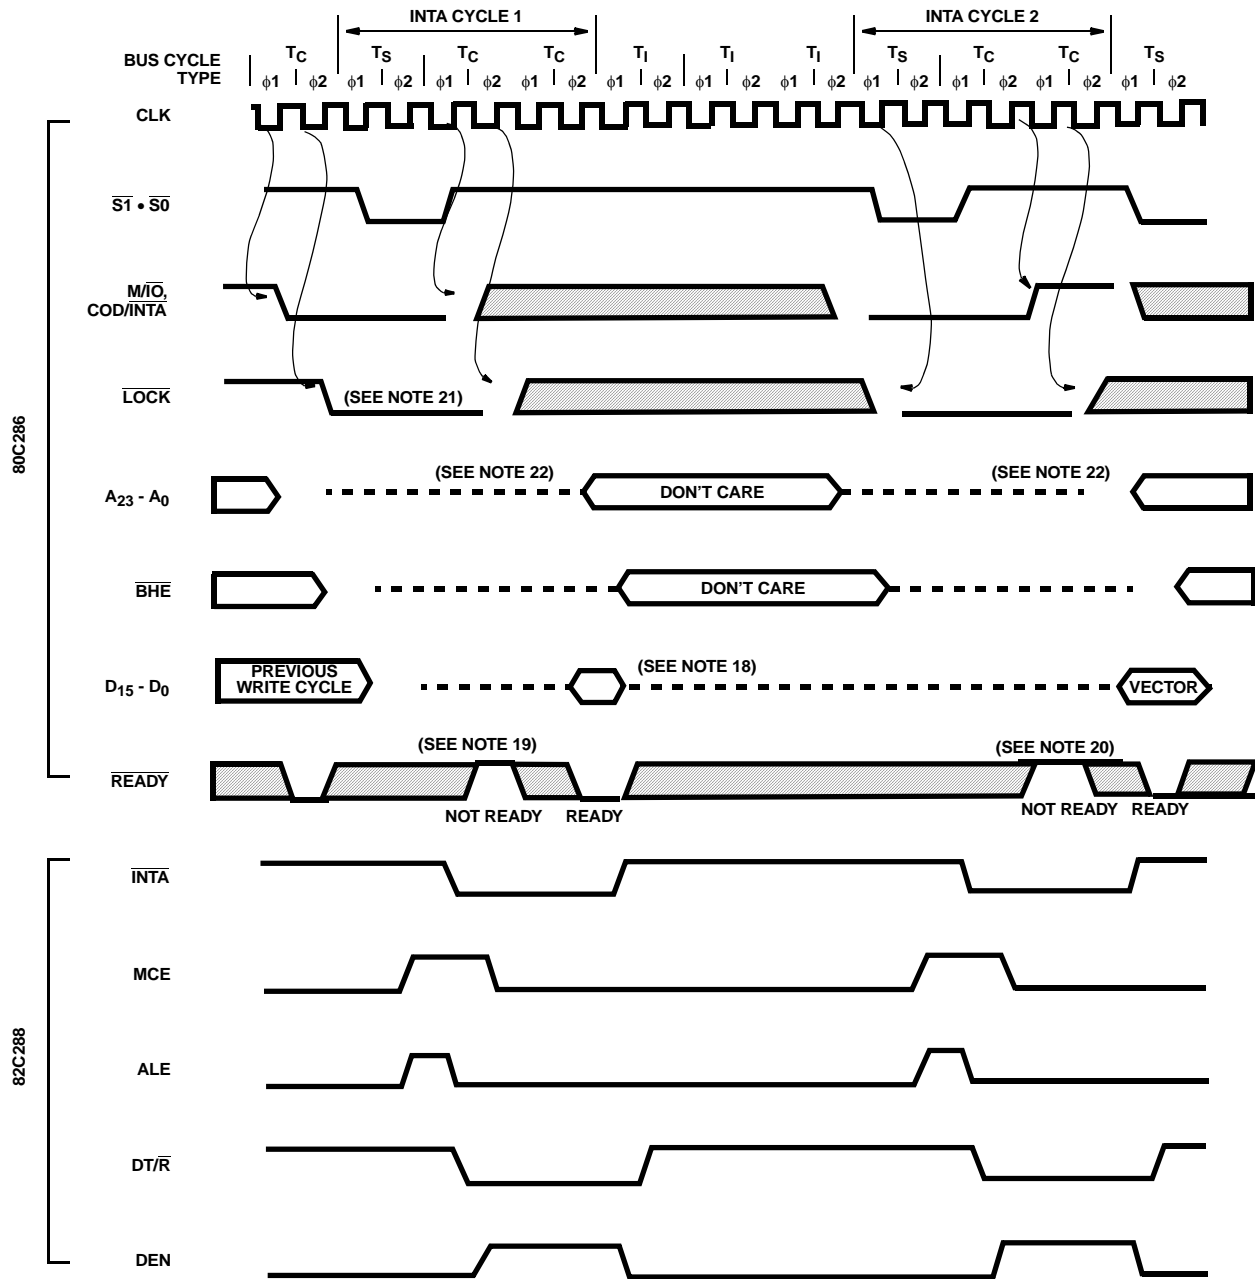 INTA CYCLE 1 INTA CYCLE 2
BUS CYCLE TYPE
TC TS TC TC TI TI TI TS TC TC TS
ϕ1 ϕ2 ϕ1 ϕ2 ϕ1 ϕ2 ϕ1 ϕ2 ϕ1 ϕ2 ϕ1 ϕ2 ϕ1 ϕ2 ϕ1 ϕ2 ϕ1 ϕ2 ϕ1 ϕ2 ϕ1 ϕ2
CLK
80C286
S1 • S0
M/IO,
COD/INTA
LOCK
(SEE NOTE 21)
A23 - A0
(SEE NOTE 22) DON'T CARE (SEE NOTE 22)
BHE
DON'T CARE
D15 - D0
PREVIOUS
WRITE CYCLE
(SEE NOTE 18)
VECTOR
READY
(SEE NOTE 19) (SEE NOTE 20)
NOT READY READY NOT READY READY
82C288
INTA
MCE
ALE
DT/R
DEN